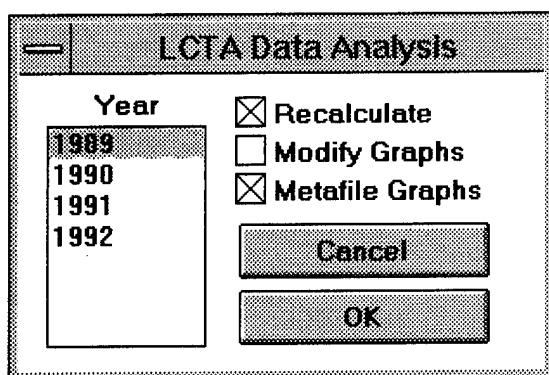 LCTA Data Analysis
Year
1989
1990
1991
1992
Recalculate
Modify Graphs
Metafile Graphs
Cancel
OK